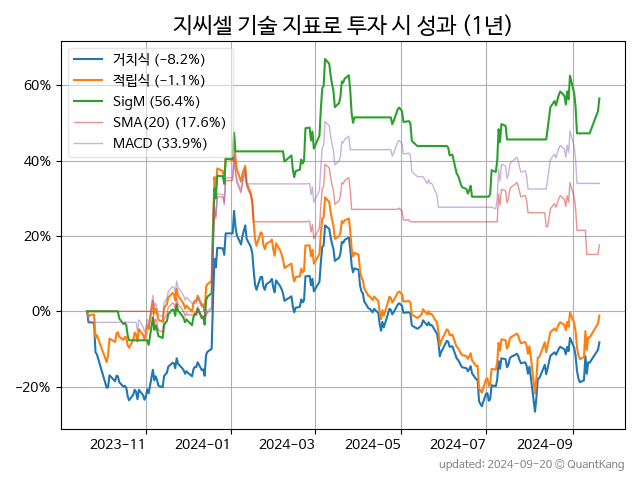 지씨셀 기술 지표로 투자 시 성과 (1년)
거치식 (−8.2%)
적립식 (−1.1%)
SigM (56.4%)
SMA(20) (17.6%)
MACD (33.9%)
60%
40%
20%
0%
−20%
2023−11 2024−01 2024−03 2024−05 2024−07 2024−09
updated: 2024-09-20 @ QuantKang